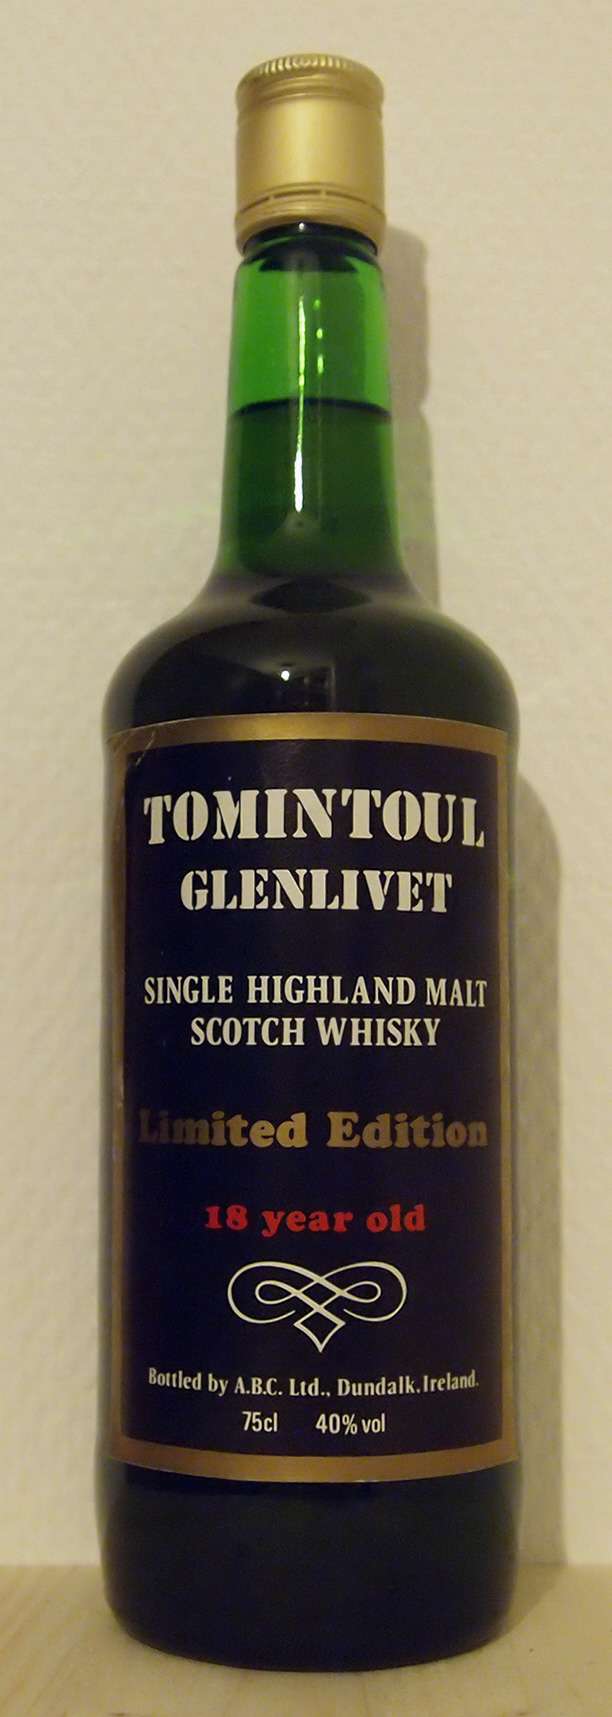 TOMINTOUL
GLENLIVET
SINGLE HIGHLAND MALT
SCOTCH WHISKY
Limited Edition
18 year old
Bottled by A.B.C. Ltd., Dundalk, Ireland.
75cl 40% vol